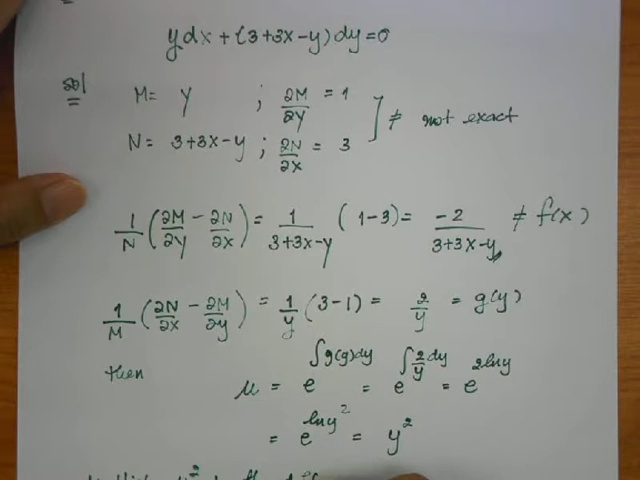 ydx + (3+3x-y)dy = 0
sol M = y ; ∂M/∂y = 1
N = 3+3x-y ; ∂N/∂x = 3 ] ≠ not exact
1/N (∂M/∂y - ∂N/∂x) = 1/(3+3x-y) (1-3) = -2/(3+3x-y) ≠ f(x)
1/M (∂N/∂x - ∂M/∂y) = 1/y (3-1) = 2/y = g(y)
then μ = e^∫g(y)dy = e^∫2/y dy = e^2lny
= e^lny² = y²